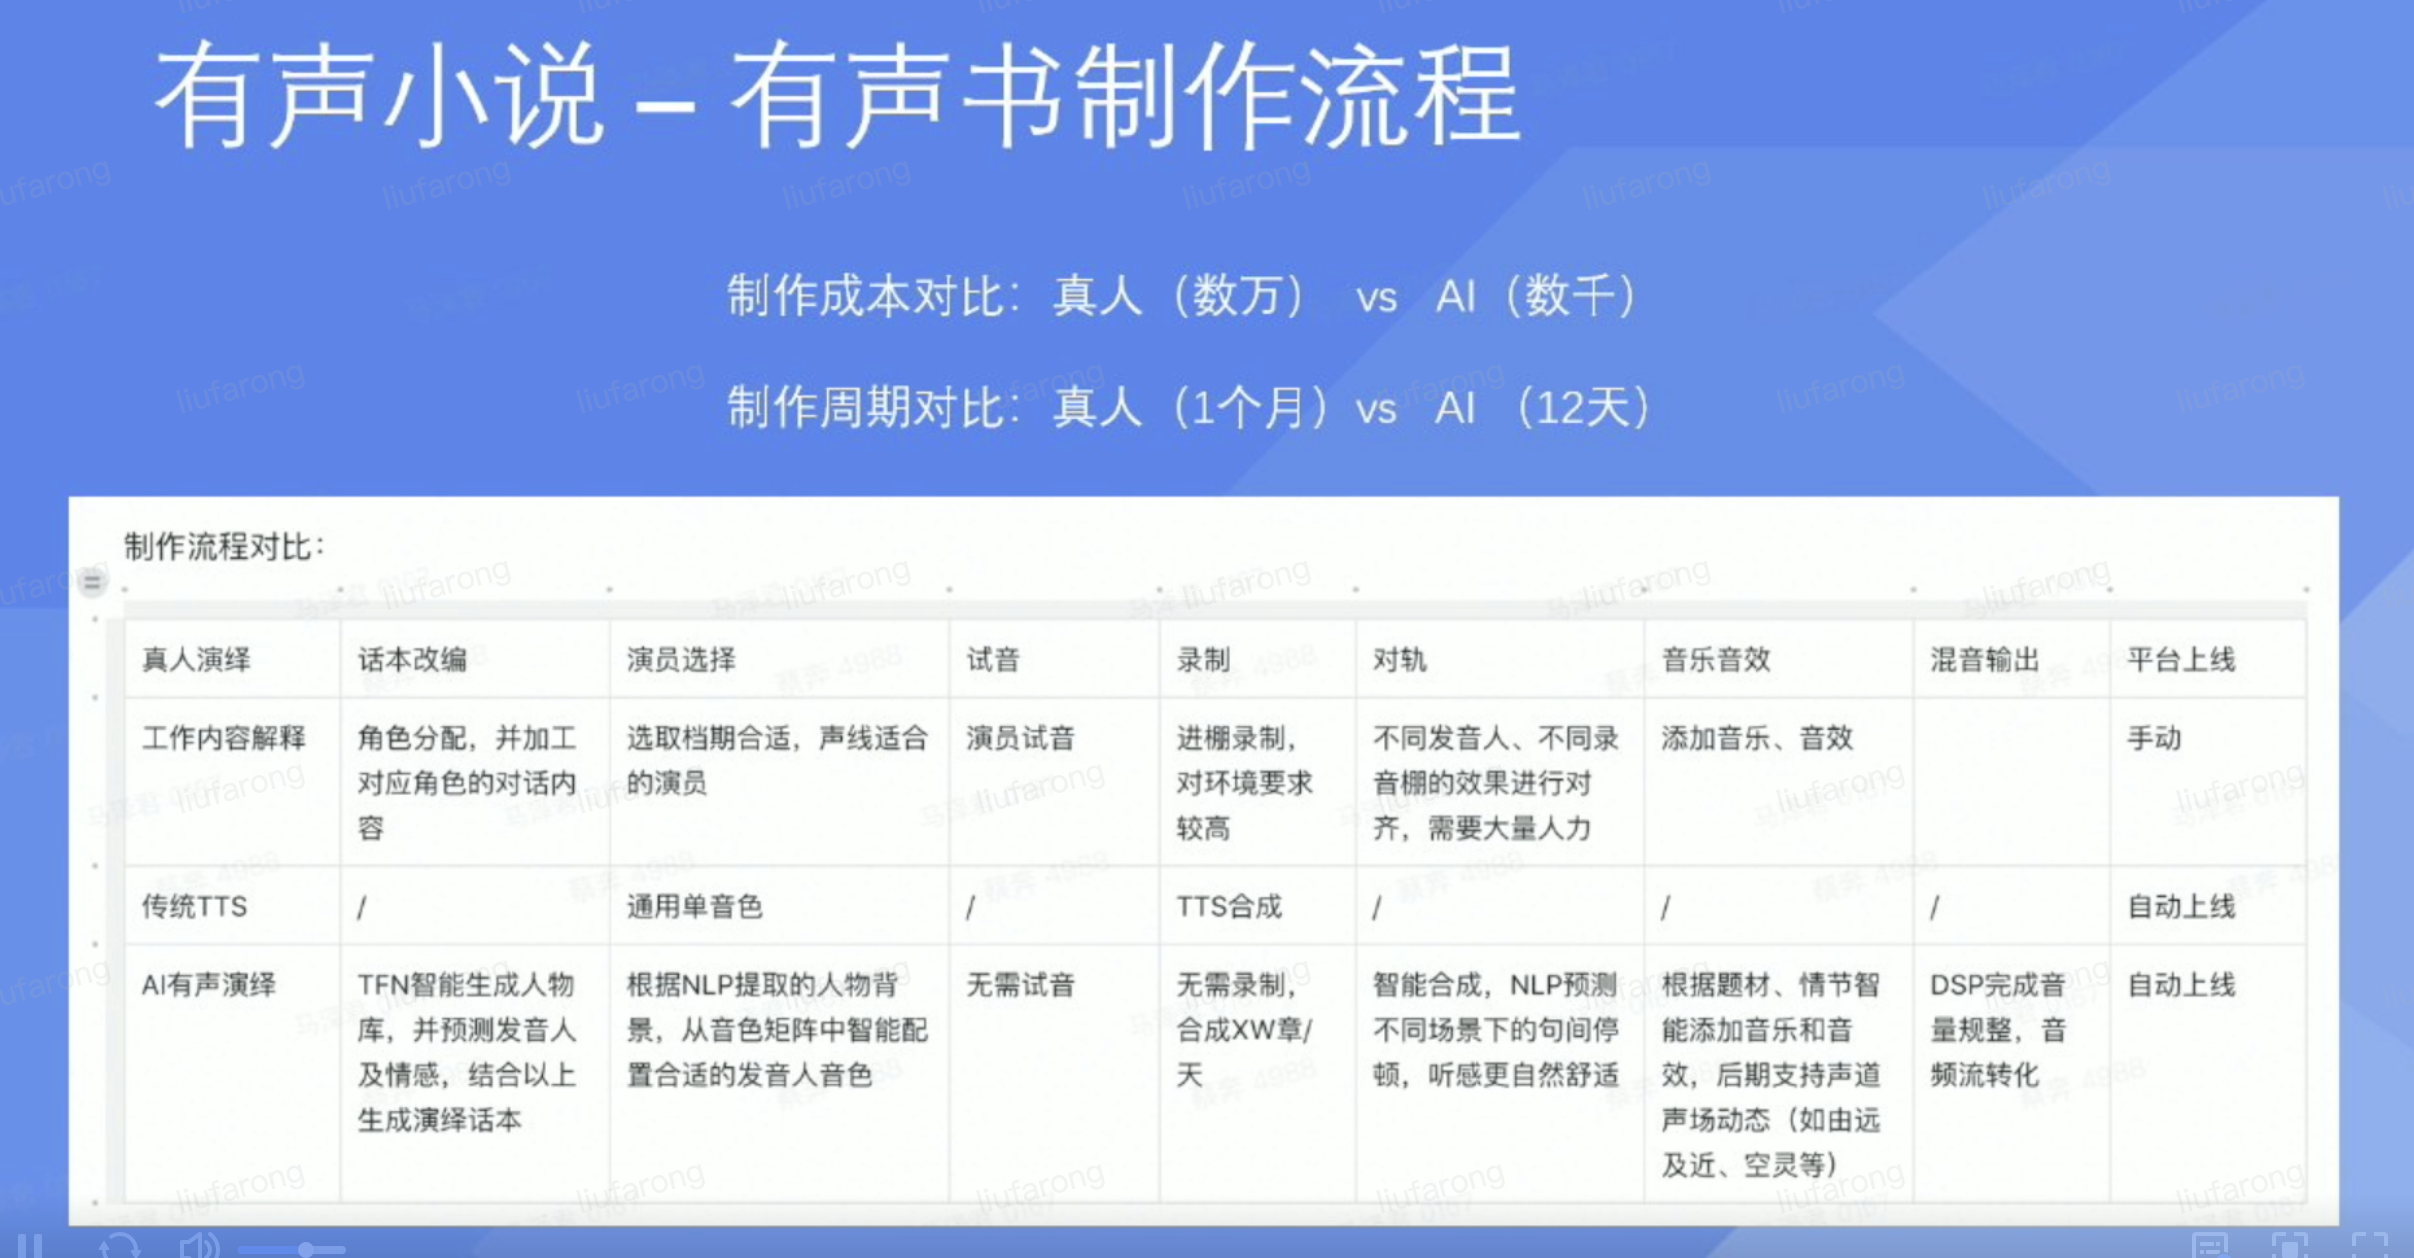 有声小说 – 有声书制作流程
制作成本对比：真人（数万） vs AI（数千）
制作周期对比：真人（1个月）vs AI （12天）
制作流程对比：
真人演绎 话本改编 演员选择 试音 录制 对轨 音乐音效 混音输出 平台上线
工作内容解释
角色分配，并加工
对应角色的对话内
容
选取档期合适，声线适合
的演员
演员试音
进棚录制，
对环境要求
较高
不同发音人、不同录
音棚的效果进行对
齐，需要大量人力
添加音乐、音效
手动
传统TTS / 通用单音色 / TTS合成 / / / 自动上线
AI有声演绎
TFN智能生成人物
库，并预测发音人
及情感，结合以上
生成演绎话本
根据NLP提取的人物背
景，从音色矩阵中智能配
置合适的发音人音色
无需试音
无需录制，
合成XW章/
天
智能合成，NLP预测
不同场景下的句间停
顿，听感更自然舒适
根据题材、情节智
能添加音乐和音
效，后期支持声道
声场动态（如由远
及近、空灵等）
DSP完成音
量规整，音
频流转化
自动上线
liufarong